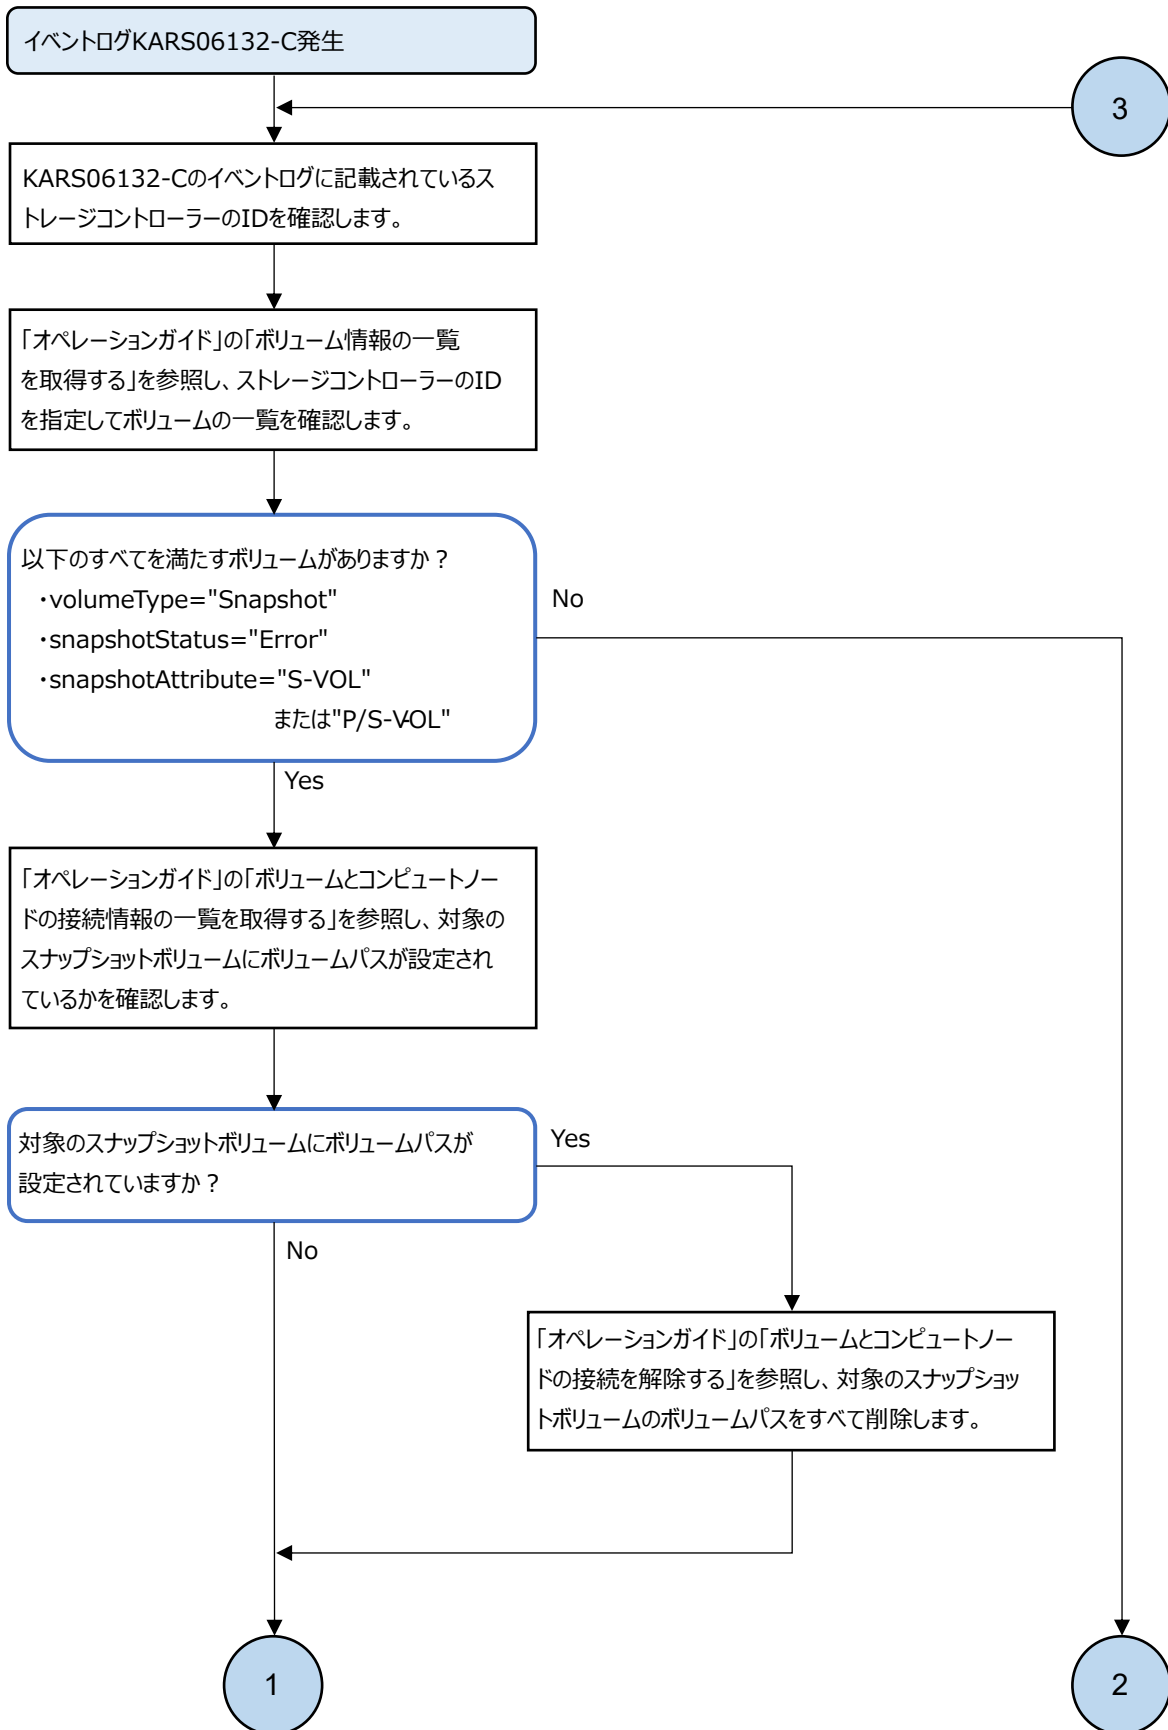 イベントログKARS06132-C発生
3
KARS06132-Cのイベントログに記載されているス
トレージコントローラーのIDを確認します。
「オペレーションガイド」の「ボリューム情報の一覧
を取得する」を参照し、ストレージコントローラーのID
を指定してボリュームの一覧を確認します。
以下のすべてを満たすボリュームがありますか？
・volumeType="Snapshot"
・snapshotStatus="Error"
・snapshotAttribute="S-VOL"
または"P/S-VOL"
No
Yes
「オペレーションガイド」の「ボリュームとコンピュートノー
ドの接続情報の一覧を取得する」を参照し、対象の
スナップショットボリュームにボリュームパスが設定され
ているかを確認します。
対象のスナップショットボリュームにボリュームパスが
設定されていますか？
Yes
No
「オペレーションガイド」の「ボリュームとコンピュートノー
ドの接続を解除する」を参照し、対象のスナップショッ
トボリュームのボリュームパスをすべて削除します。
1
2